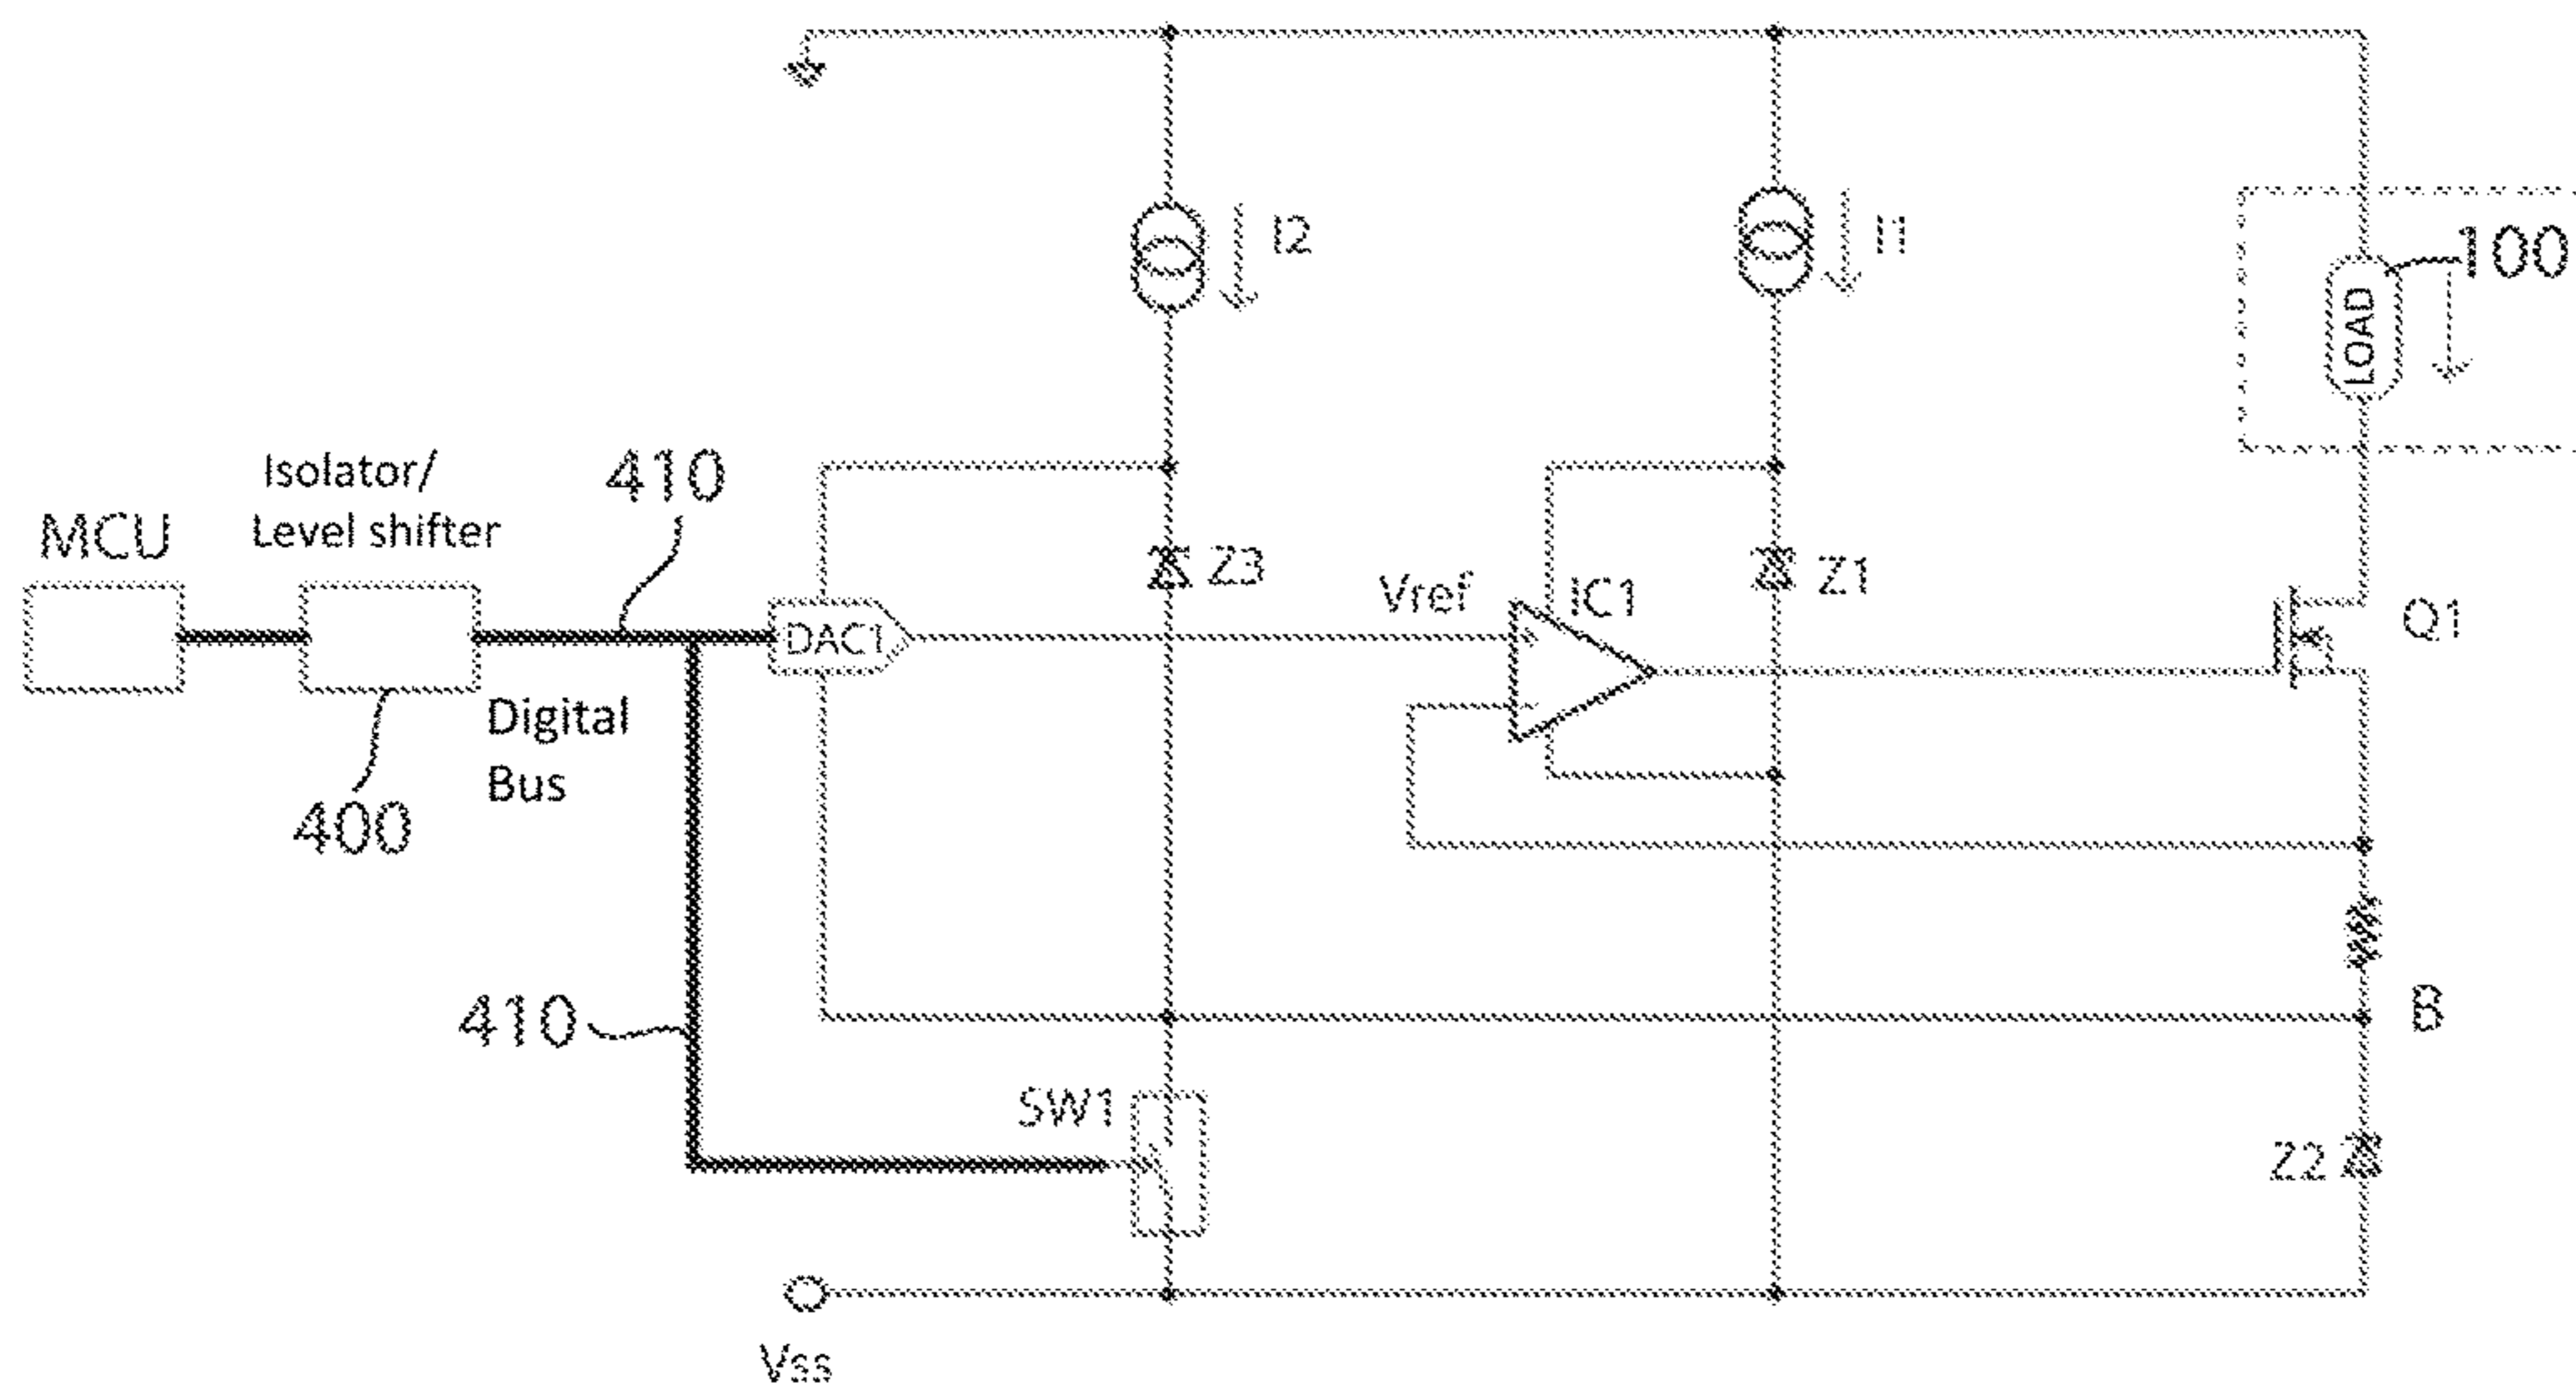 I2
I1
100
LOAD
Isolator/
Level shifter
410
MCU
Z3
Vref
IC1
Z1
Q1
DAC1
Digital
Bus
400
410
B
SW1
Z2
Vss